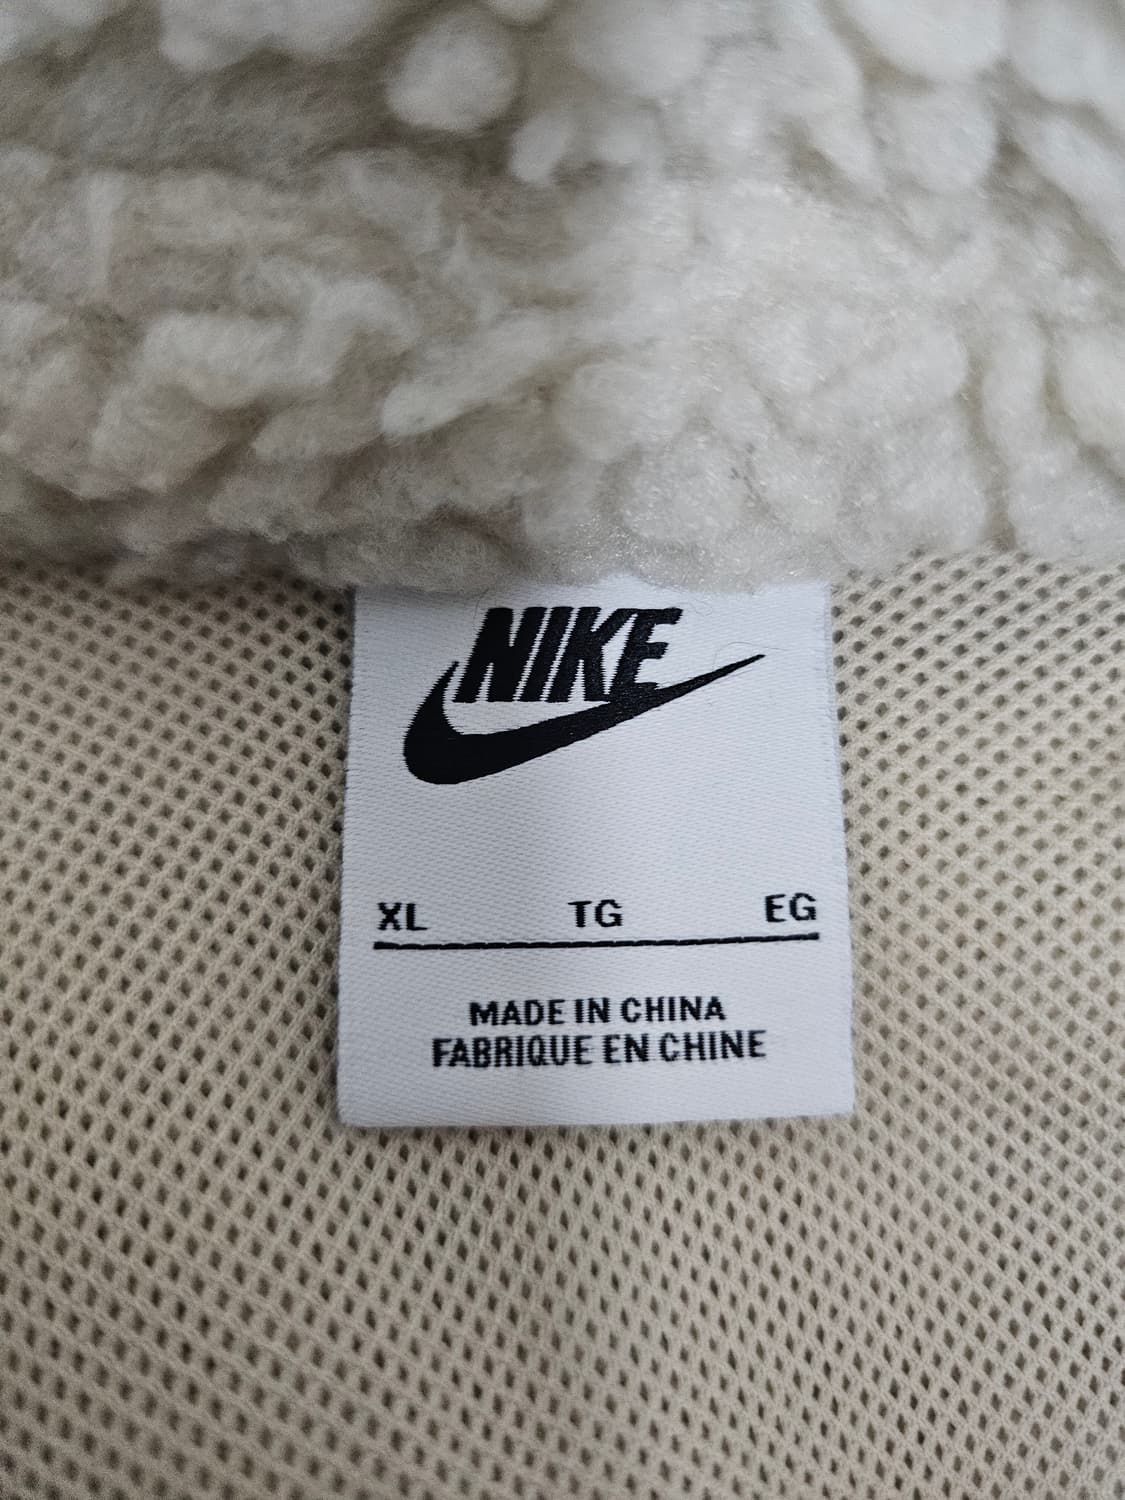 NIKE
XL TG EG
MADE IN CHINA
FABRIQUE EN CHINE